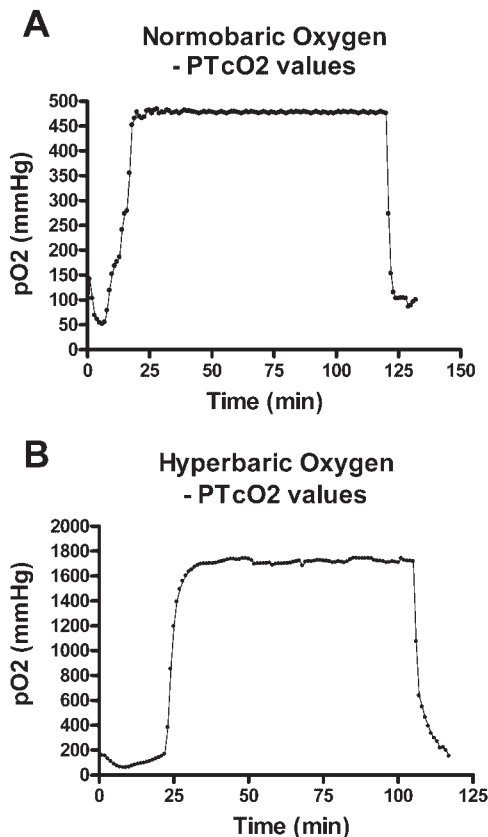 A
Normobaric Oxygen
- PTcO2 values
500
450
400
350
300
250
200
150
100
50
0
pO2 (mmHg)
0 25 50 75 100 125 150
Time (min)
B
Hyperbaric Oxygen
- PTcO2 values
2000
1800
1600
1400
1200
1000
800
600
400
200
0
pO2 (mmHg)
0 25 50 75 100 125
Time (min)